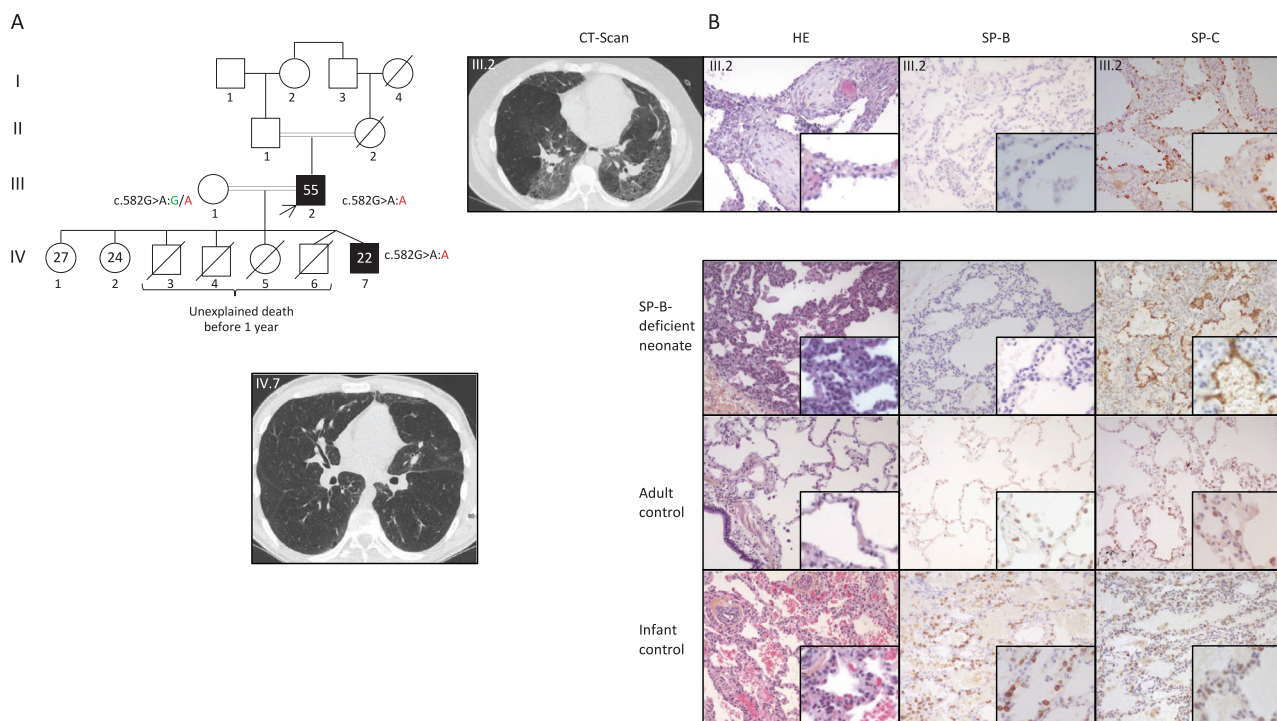 A
I
1
2
3
4
II
1
2
III
c.582G>A:G/A
1
55
2
c.582G>A:A
IV
27
24
22
c.582G>A:A
1
2
3
4
5
6
7
Unexplained death
before 1 year
IV.7
CT-Scan
III.2
B
HE
SP-B
SP-C
III.2
III.2
III.2
SP-B-
deficient
neonate
Adult
control
Infant
control